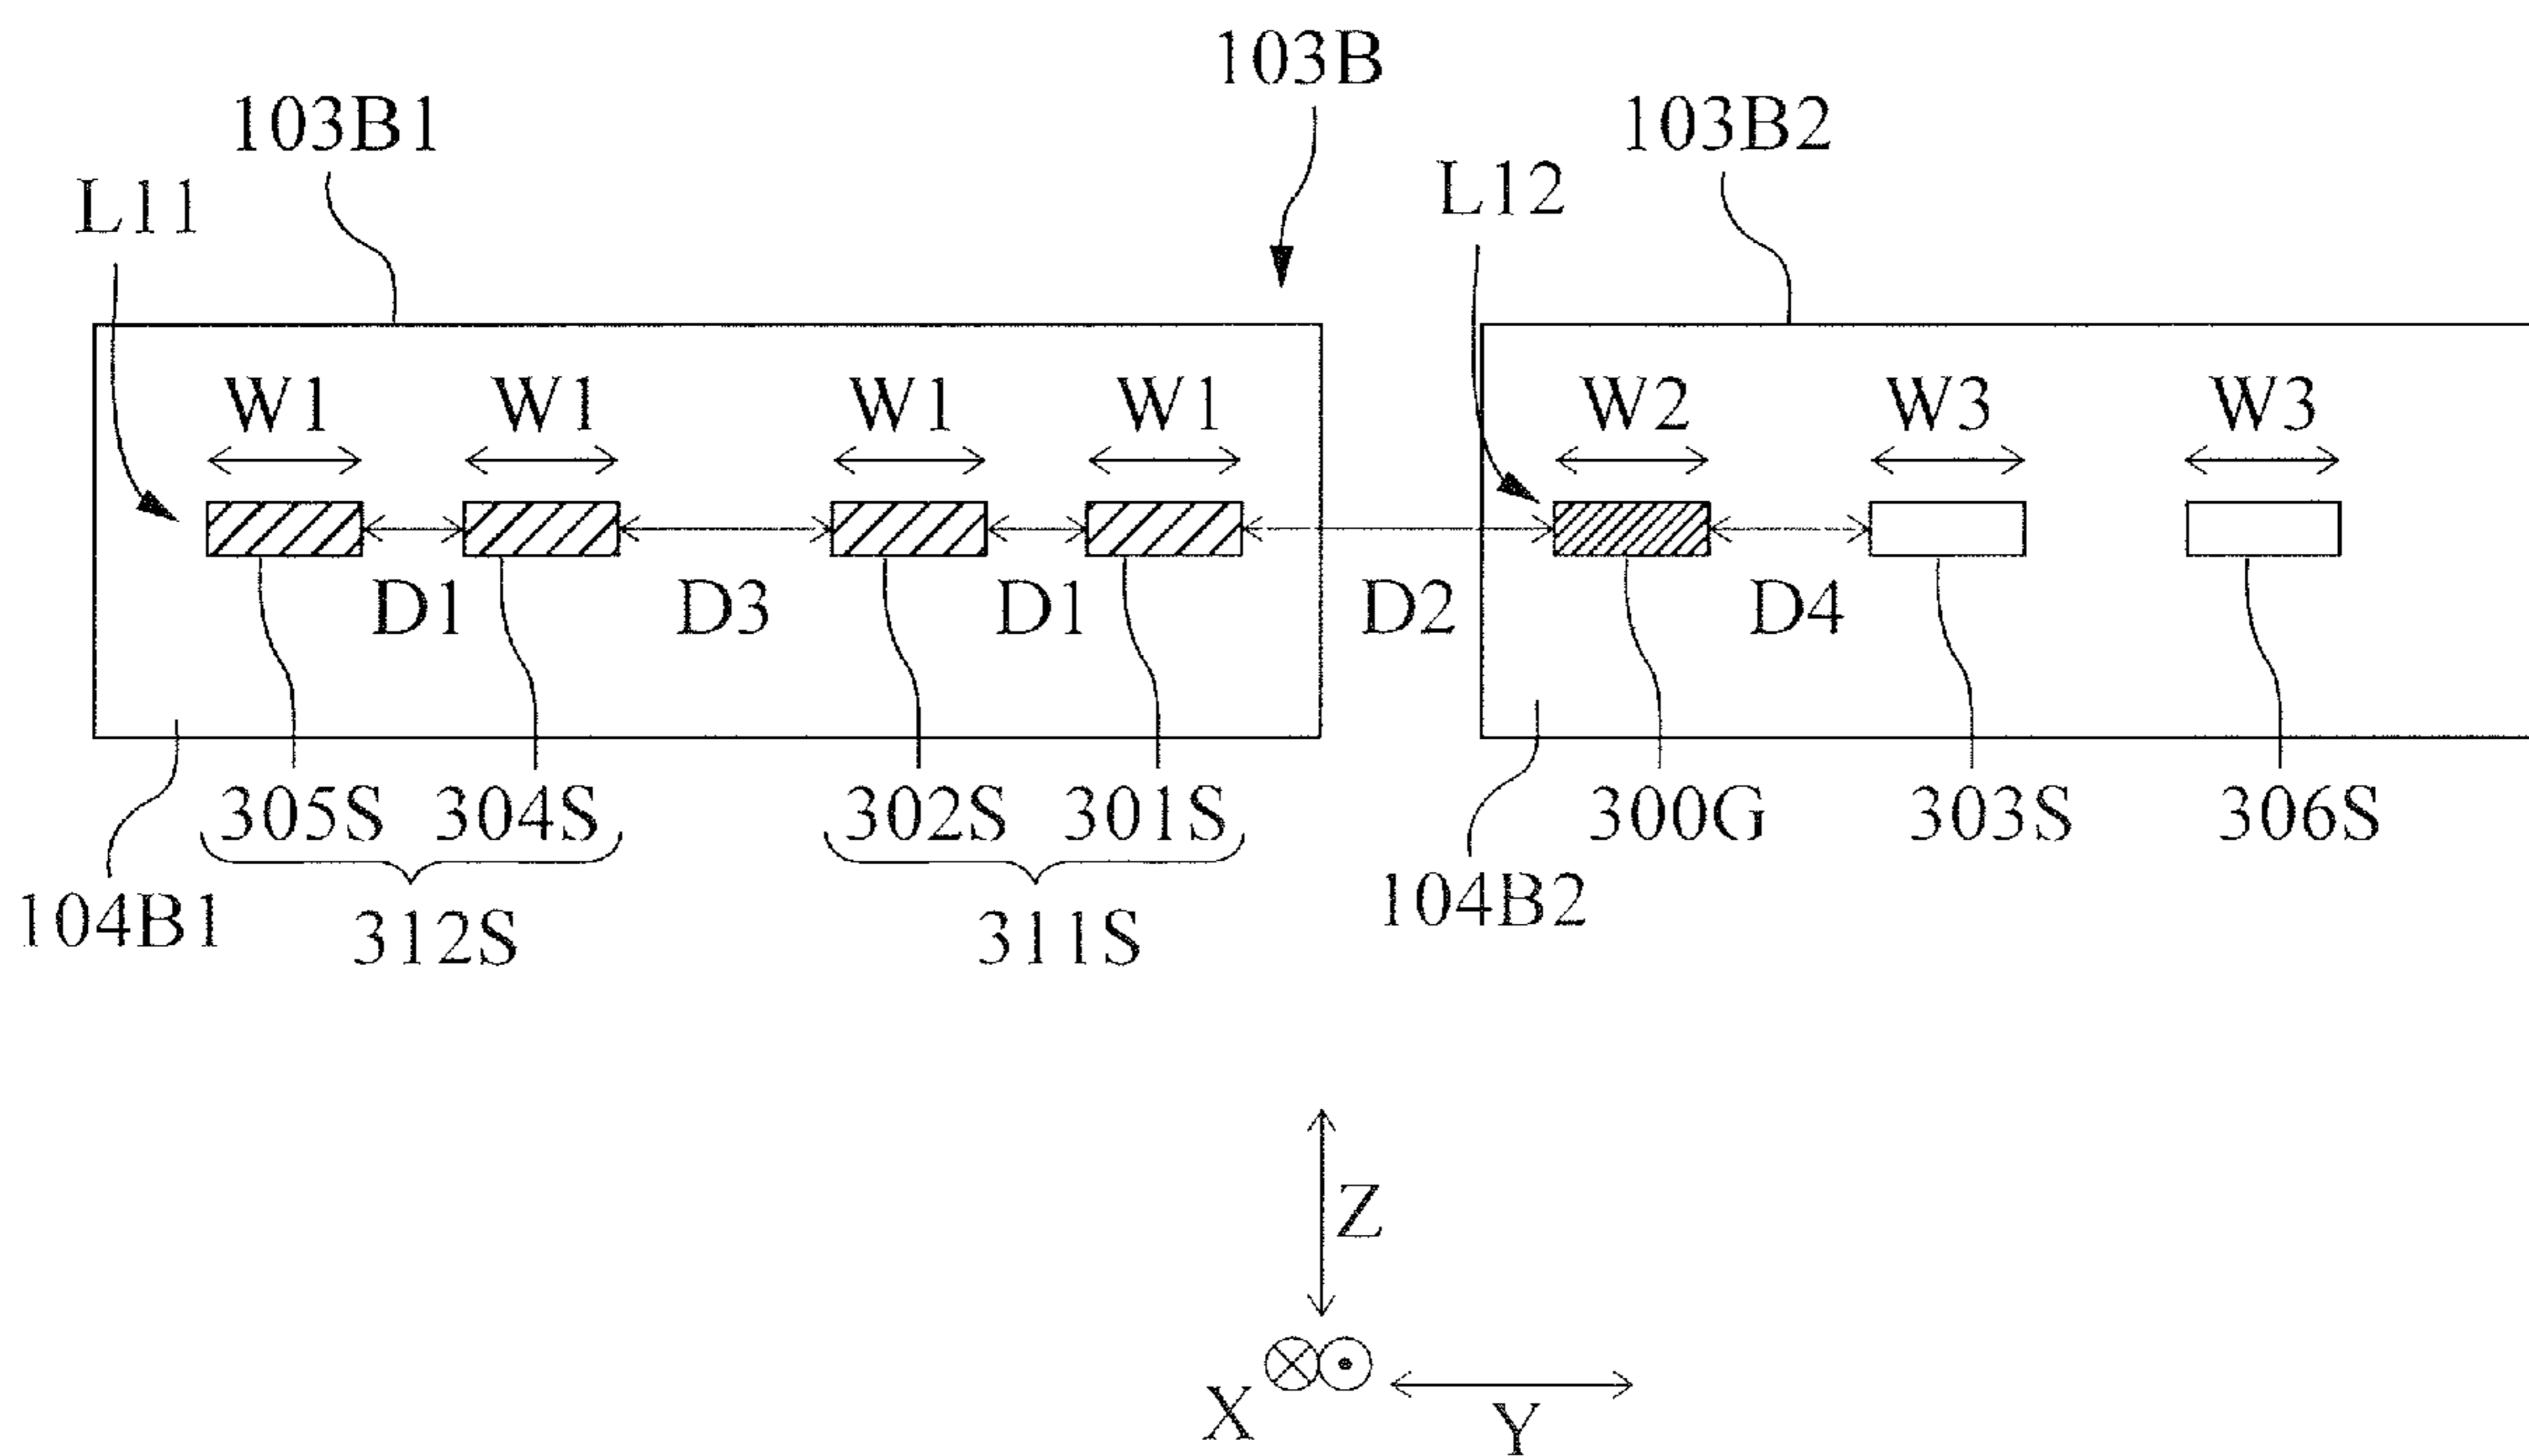 103B
103B1 103B2
L11 L12
W1 W1 W1 W1 W2 W3 W3
D1 D3 D1 D2 D4
305S 304S 302S 301S 300G 303S 306S
104B1 312S 311S 104B2
Z
X Y